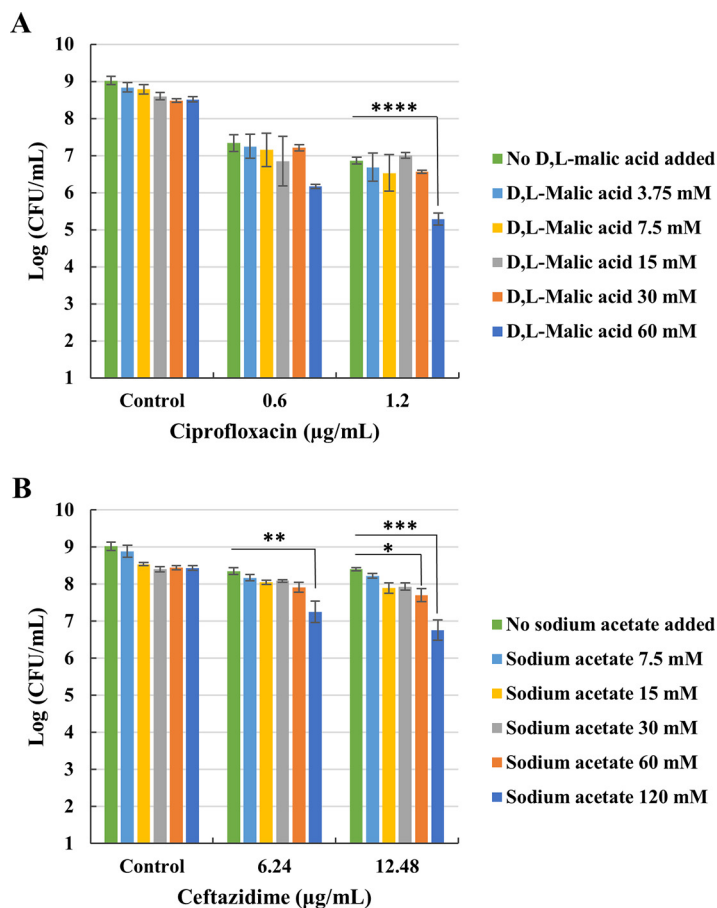 A
10
9
8
7
6
5
4
3
2
1
Log (CFU/mL)
****
Control 0.6 1.2
Ciprofloxacin (µg/mL)
No D,L-malic acid added
D,L-Malic acid 3.75 mM
D,L-Malic acid 7.5 mM
D,L-Malic acid 15 mM
D,L-Malic acid 30 mM
D,L-Malic acid 60 mM
B
10
9
8
7
6
5
4
3
2
1
Log (CFU/mL)
**
***
*
Control 6.24 12.48
Ceftazidime (µg/mL)
No sodium acetate added
Sodium acetate 7.5 mM
Sodium acetate 15 mM
Sodium acetate 30 mM
Sodium acetate 60 mM
Sodium acetate 120 mM